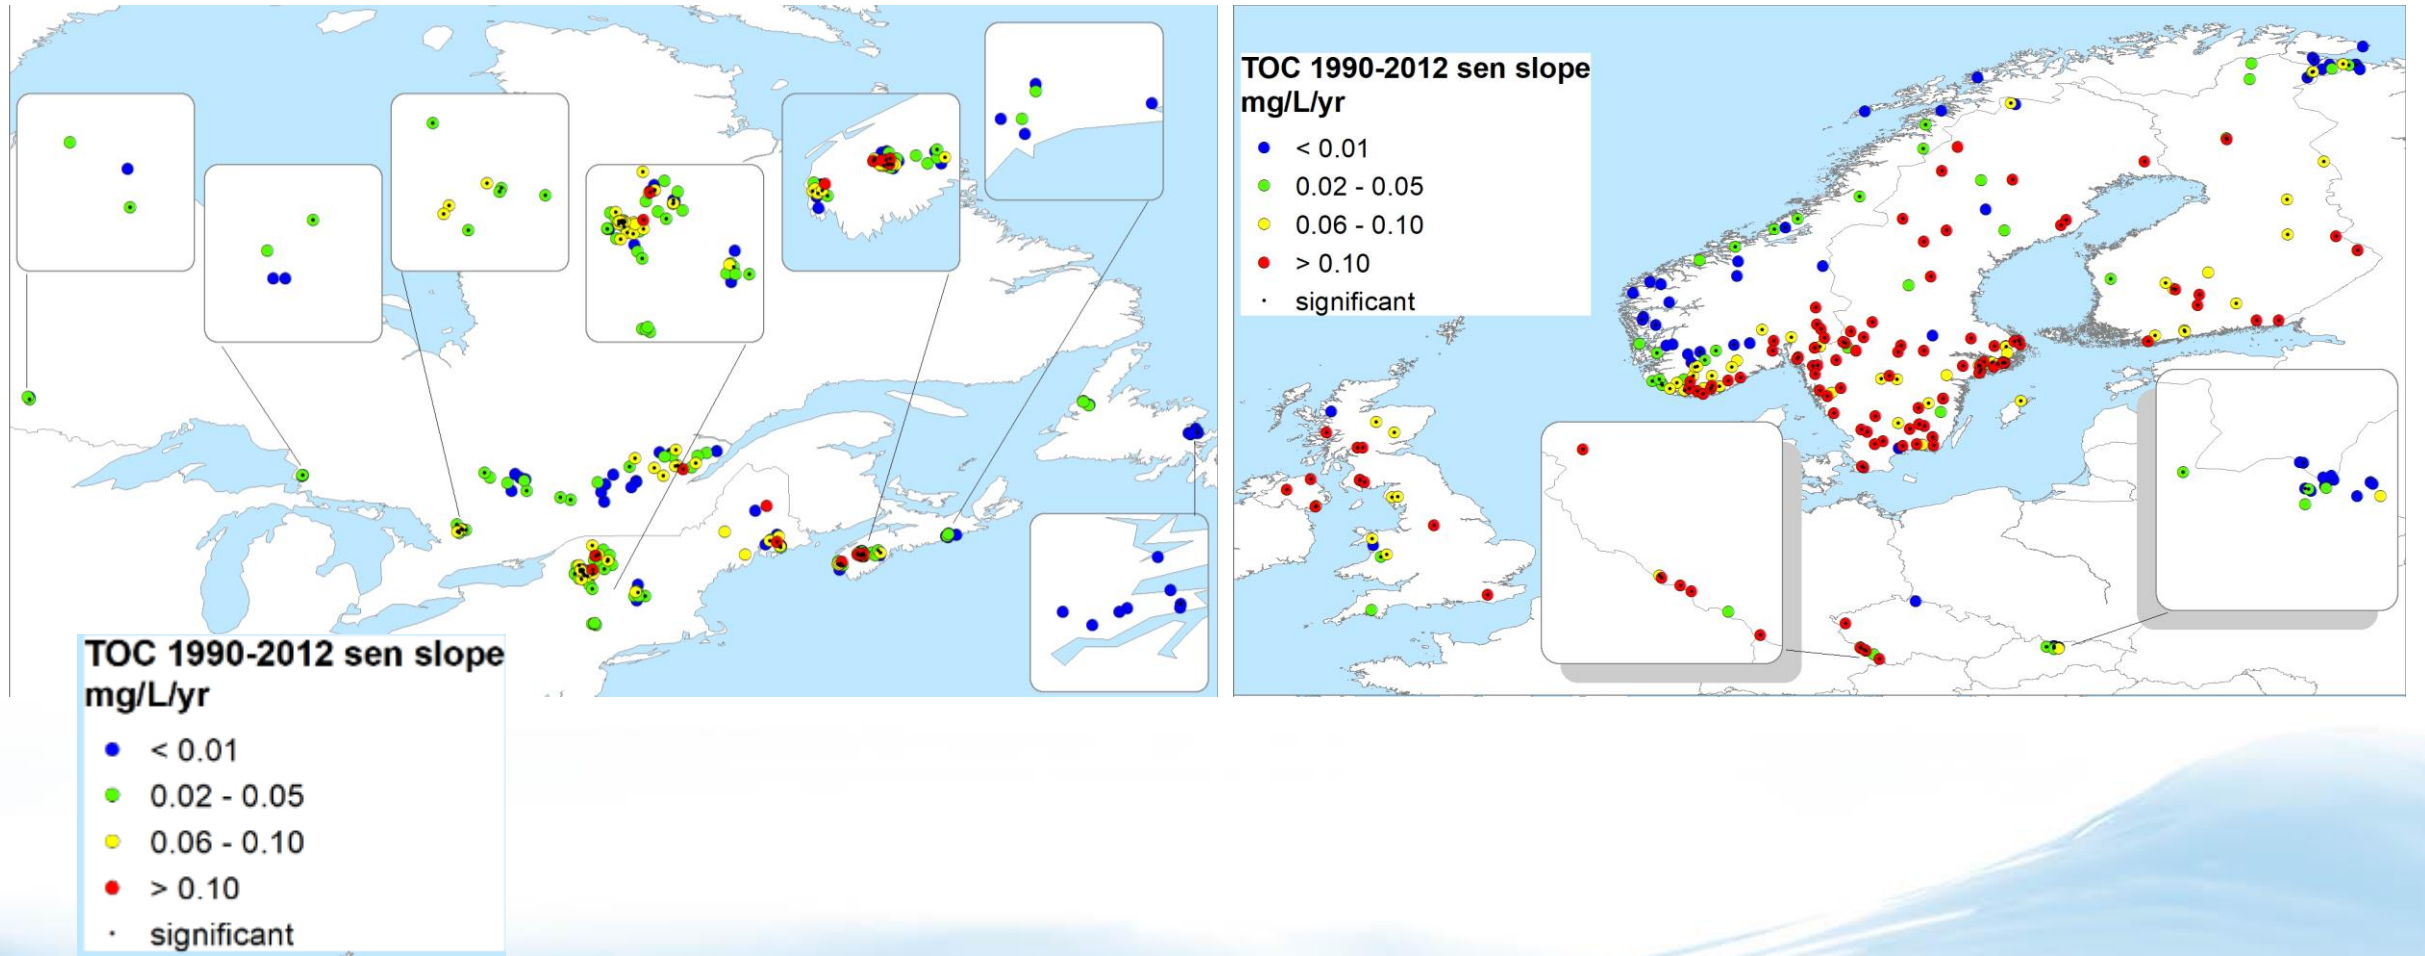 TOC 1990-2012 sen slope
mg/L/yr
< 0.01
0.02 - 0.05
0.06 - 0.10
> 0.10
significant
TOC 1990-2012 sen slope
mg/L/yr
< 0.01
0.02 - 0.05
0.06 - 0.10
> 0.10
significant